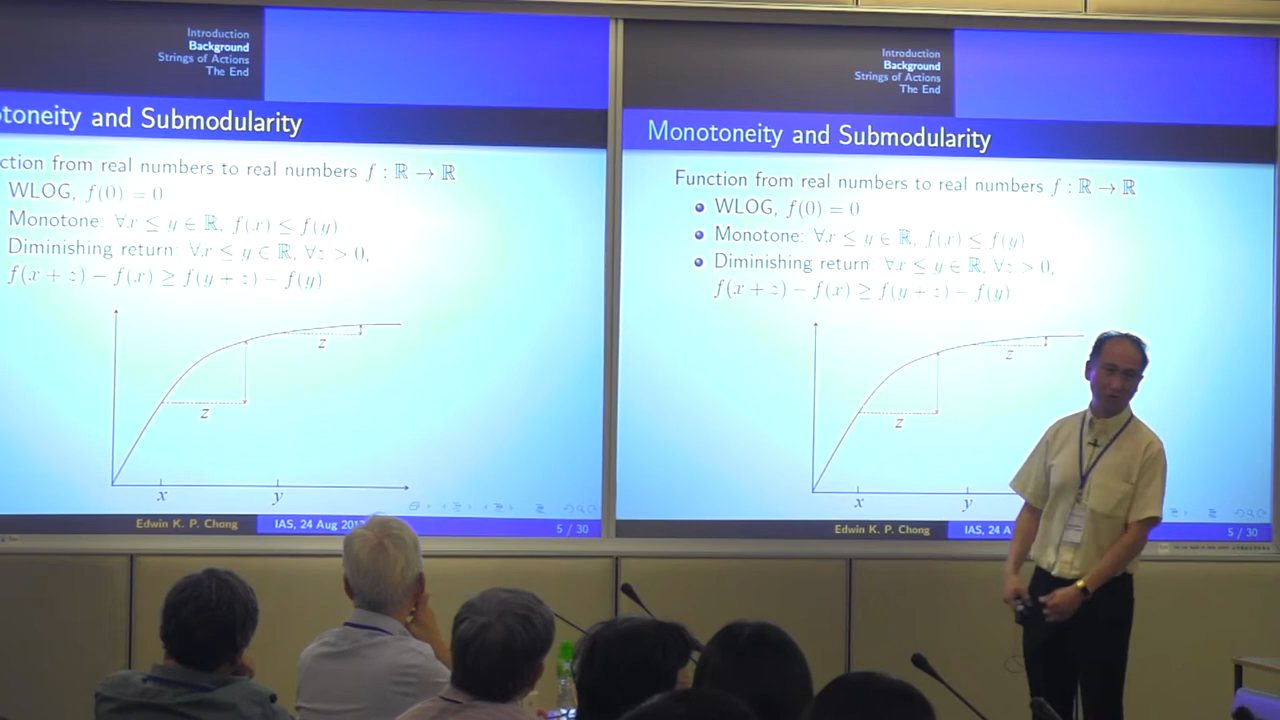 Introduction
Background
Strings of Actions
The End
toneity and Submodularity
ction from real numbers to real numbers f : ℝ → ℝ
WLOG, f(0) = 0
Monotone: ∀x ≤ y ∈ ℝ, f(x) ≤ f(y)
Diminishing return: ∀x ≤ y ∈ ℝ, ∀z > 0,
f(x + z) − f(x) ≥ f(y + z) − f(y)
z
z
x y
Edwin K. P. Chong IAS, 24 Aug 2017 5 / 30
Introduction
Background
Strings of Actions
The End
Monotoneity and Submodularity
Function from real numbers to real numbers f : ℝ → ℝ
WLOG, f(0) = 0
Monotone: ∀x ≤ y ∈ ℝ, f(x) ≤ f(y)
Diminishing return: ∀x ≤ y ∈ ℝ, ∀z > 0,
f(x + z) − f(x) ≥ f(y + z) − f(y)
z
z
x y
Edwin K. P. Chong IAS, 24 A 5 / 30